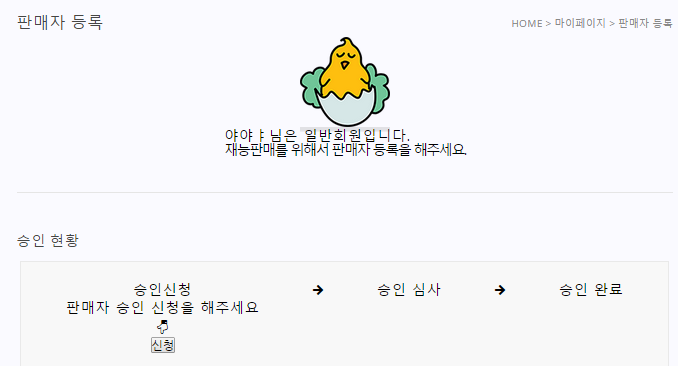 판매자 등록
HOME > 마이페이지 > 판매자 등록
야야ㅑ님은 일반회원입니다.
재능판매를 위해서 판매자 등록을 해주세요.
승인 현황
승인신청 → 승인 심사 → 승인 완료
판매자 승인 신청을 해주세요
신청